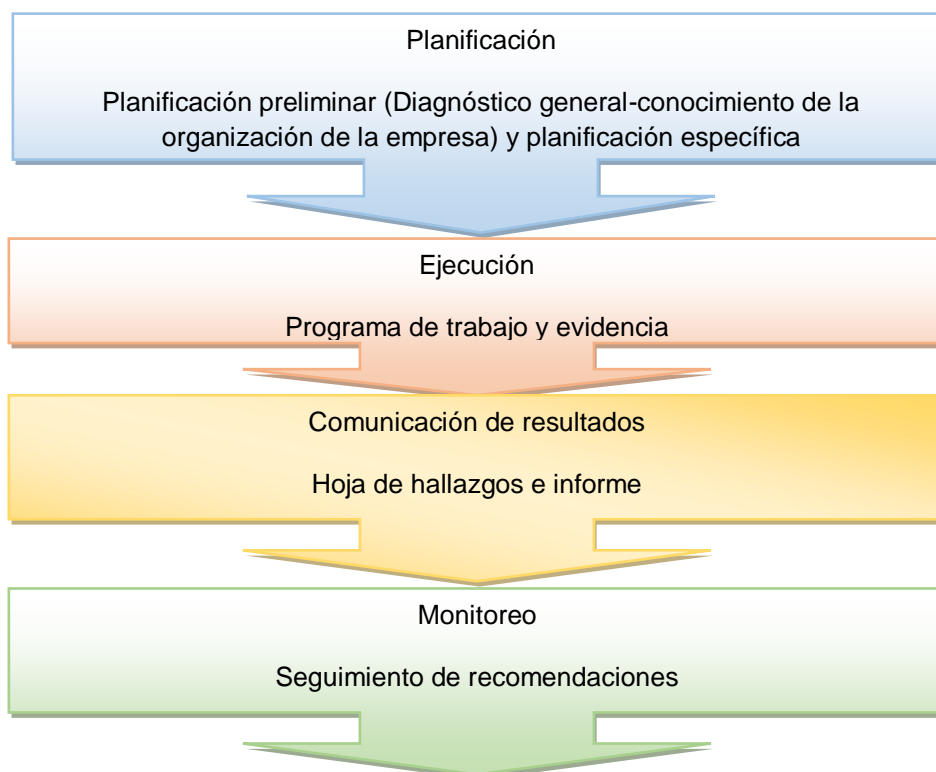 Planificación
Planificación preliminar (Diagnóstico general-conocimiento de la
organización de la empresa) y planificación específica
Ejecución
Programa de trabajo y evidencia
Comunicación de resultados
Hoja de hallazgos e informe
Monitoreo
Seguimiento de recomendaciones